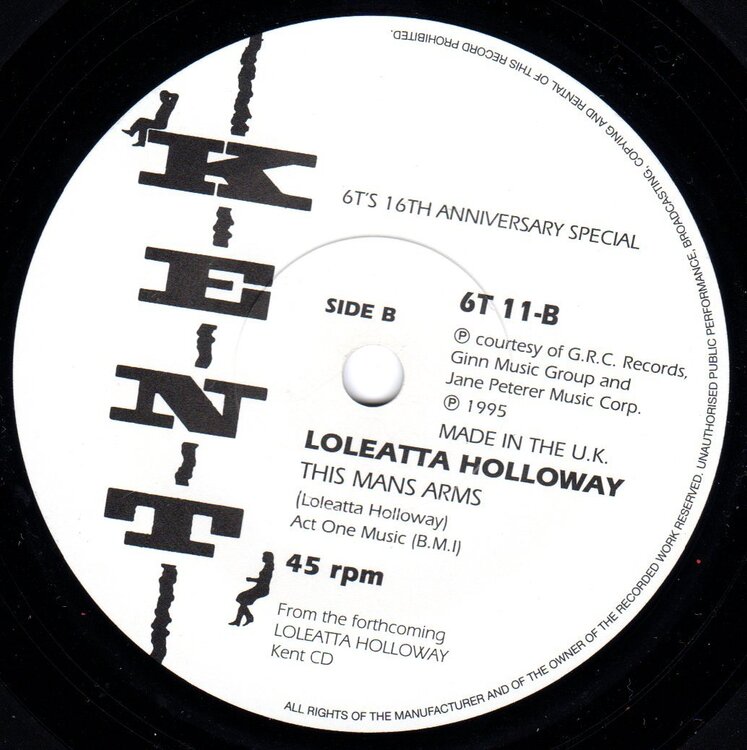 KENT
6T'S 16TH ANNIVERSARY SPECIAL
SIDE B
6T 11-B
℗ courtesy of G.R.C. Records,
Ginn Music Group and
Jane Peterer Music Corp.
℗ 1995
MADE IN THE U.K.
LOLEATTA HOLLOWAY
THIS MANS ARMS
(Loleatta Holloway)
Act One Music (B.M.I)
45 rpm
From the forthcoming
LOLEATTA HOLLOWAY
Kent CD
ALL RIGHTS OF THE MANUFACTURER AND OF THE OWNER OF THE RECORDED WORK RESERVED. UNAUTHORISED PUBLIC PERFORMANCE, BROADCASTING, COPYING AND RENTAL OF THIS RECORD PROHIBITED.